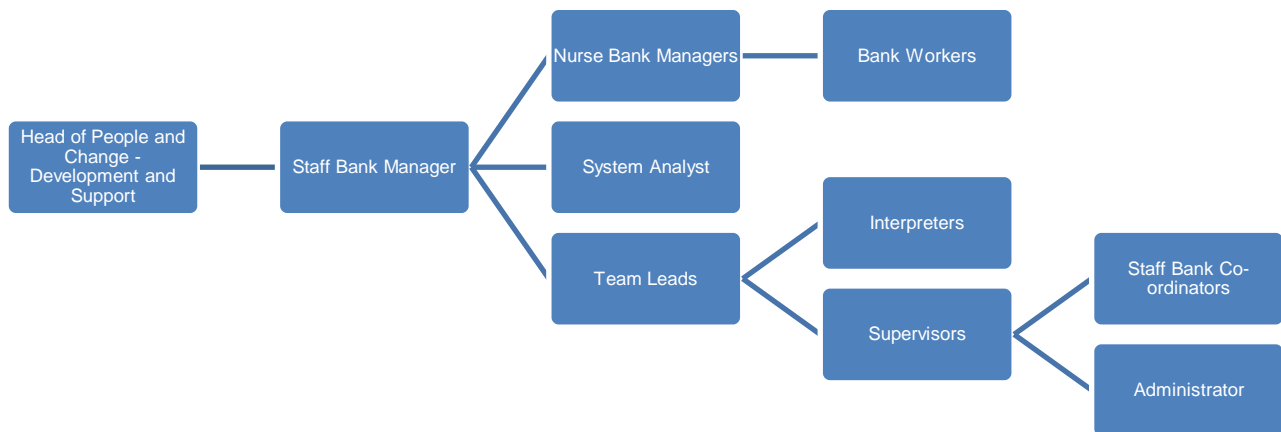 Head of People and
Change -
Development and
Support
Staff Bank Manager
Nurse Bank Managers
Bank Workers
System Analyst
Team Leads
Interpreters
Supervisors
Staff Bank Co-
ordinators
Administrator